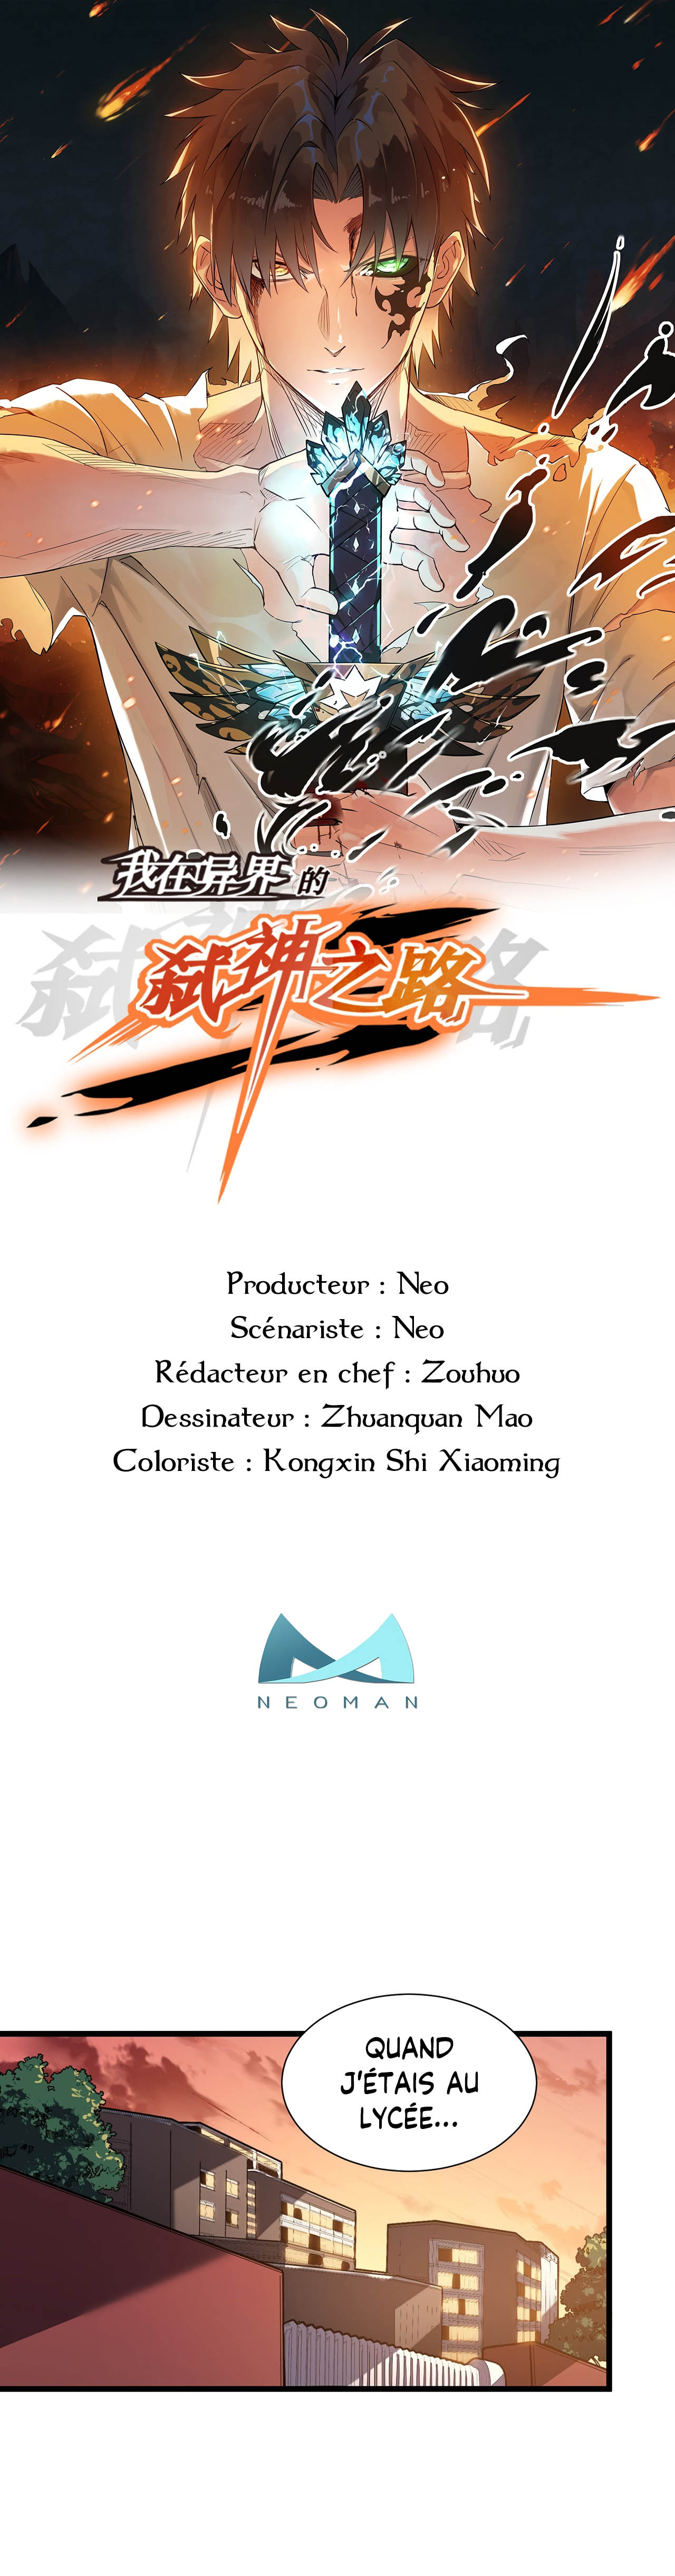 我在异界的
弑神之路
Producteur : Neo
Scénariste : Neo
Rédacteur en chef : Zouhuo
Dessinateur : Zhuanquan Mao
Coloriste : Kongxin Shi Xiaoming
NEOMAN
QUAND
J'ÉTAIS AU
LYCÉE...